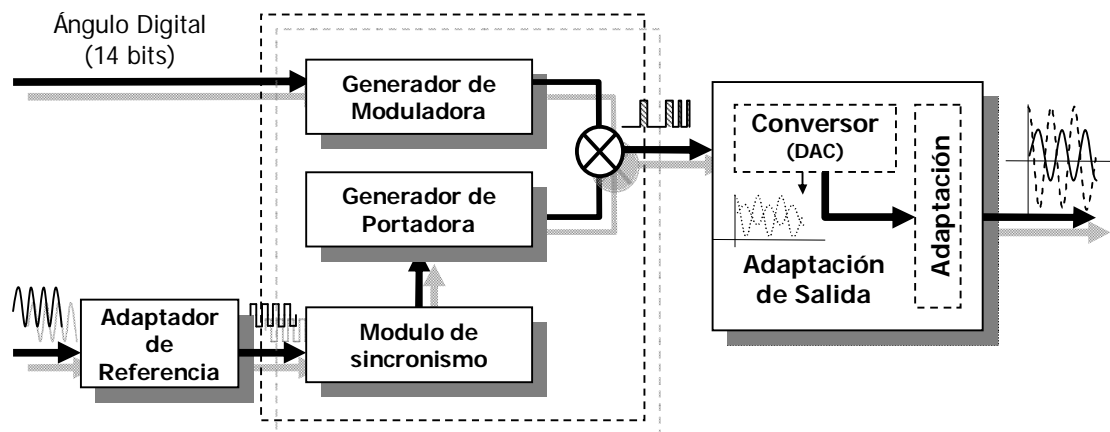 Ángulo Digital
(14 bits)
Generador de
Moduladora
Generador de
Portadora
Adaptador
de
Referencia
Modulo de
sincronismo
Conversor
(DAC)
Adaptación
Adaptación
de Salida